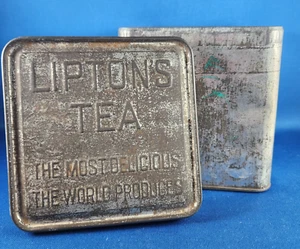 LIPTON'S
TEA
THE MOST DELICIOUS
THE WORLD PRODUCES